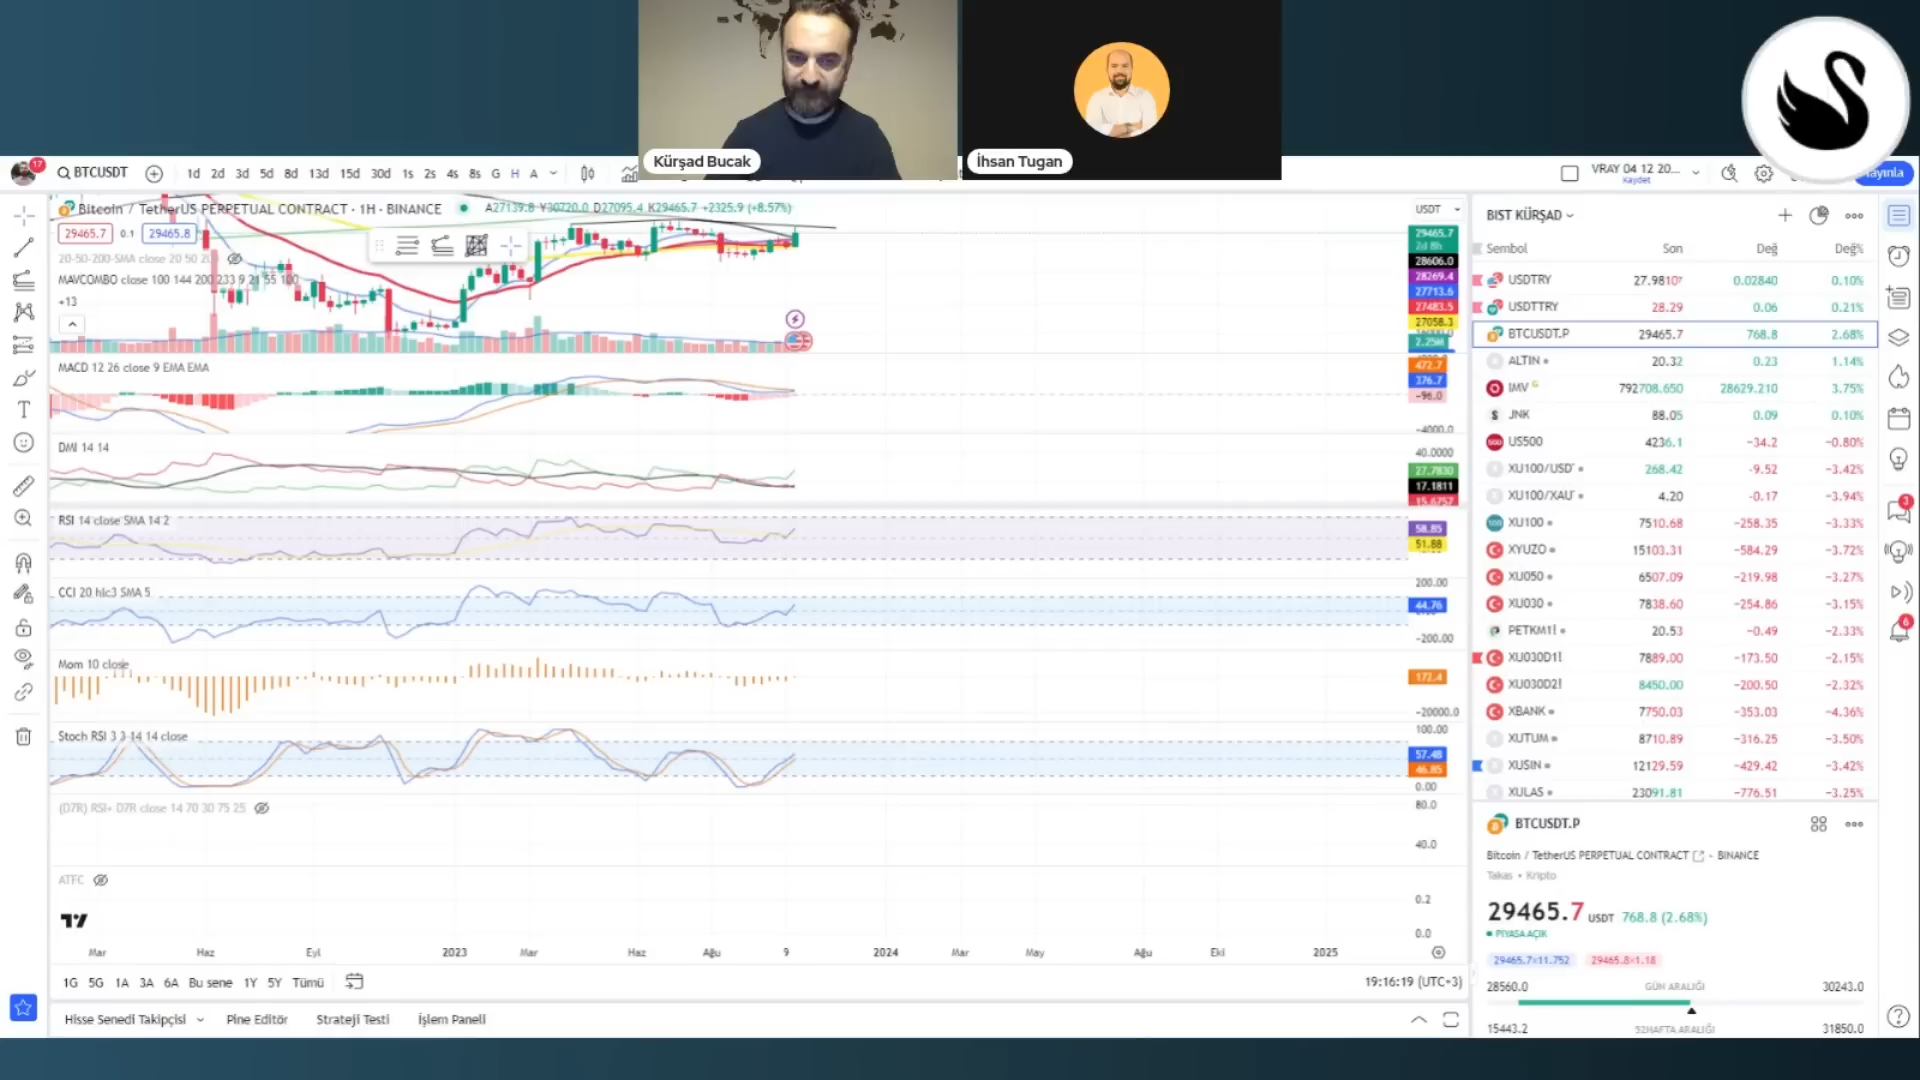 Kürşad Bucak
İhsan Tugan
17
BTCUSDT
1d 2d 3d 5d 8d 13d 15d 30d 1s 2s 4s 8s G H A
VRAY 04 12 20...
Kaydet
Bitcoin / TetherUS PERPETUAL CONTRACT · 1H · BINANCE
A27139.8 Y30720.0 D27095.4 K29465.7 +2325.9 (+8.57%)
29465.7 0.1 29465.8
20-50-200-SMA close 20 50
MAVCOMBO close 100 144 200 233 9 21 55 100
+13
USDT
29465.7
2d 8h
28606.0
28269.4
27713.6
27483.5
27058.3
2.25M
MACD 12 26 close 9 EMA EMA
472.7
376.7
−96.0
−4000.0
DMI 14 14
40.0000
27.7830
17.1811
15.6757
RSI 14 close SMA 14 2
58.85
51.88
CCI 20 hlc3 SMA 5
200.00
44.76
−200.00
Mom 10 close
172.4
−20000.0
Stoch RSI 3 3 14 14 close
100.00
57.48
46.85
0.00
(D7R) RSI+ D7R close 14 70 30 75 25
80.0
40.0
ATFC
0.2
0.0
Mar Haz Eyl 2023 Mar Haz Ağu 9 2024 Mar May Ağu Eki 2025
1G 5G 1A 3A 6A Bu sene 1Y 5Y Tümü
19:16:19 (UTC+3)
Hisse Senedi Takipçisi Pine Editör Strateji Testi İşlem Paneli
BIST KÜRŞAD
Sembol Son Değ Değ%
USDTRY 27.9810⁷ 0.02840 0.10%
USDTTRY 28.29 0.06 0.21%
BTCUSDT.P 29465.7 768.8 2.68%
ALTIN 20.32 0.23 1.14%
IMV G 792708.650 28629.210 3.75%
JNK 88.05 0.09 0.10%
US500 4236.1 −34.2 −0.80%
XU100/USD 268.42 -9.52 −3.42%
XU100/XAU 4.20 -0.17 −3.94%
XU100 7510.68 −258.35 −3.33%
XYUZO 15103.31 −584.29 −3.72%
XU050 6507.09 −219.98 −3.27%
XU030 7838.60 −254.86 −3.15%
PETKM1! 20.53 −0.49 −2.33%
XU030D1! 7889.00 −173.50 −2.15%
XU030D2! 8450.00 −200.50 −2.32%
XBANK 7750.03 −353.03 −4.36%
XUTUM 8710.89 −316.25 −3.50%
XUSIN 12129.59 −429.42 −3.42%
XULAS 23091.81 −776.51 −3.25%
BTCUSDT.P
Bitcoin / TetherUS PERPETUAL CONTRACT - BINANCE
Takas • Kripto
29465.7 USDT 768.8 (2.68%)
PİYASA AÇIK
29465.7×11.752 29465.8×1.18
28560.0 GÜN ARALIĞI 30243.0
15443.2 52HAFTA ARALIĞI 31850.0
3
6